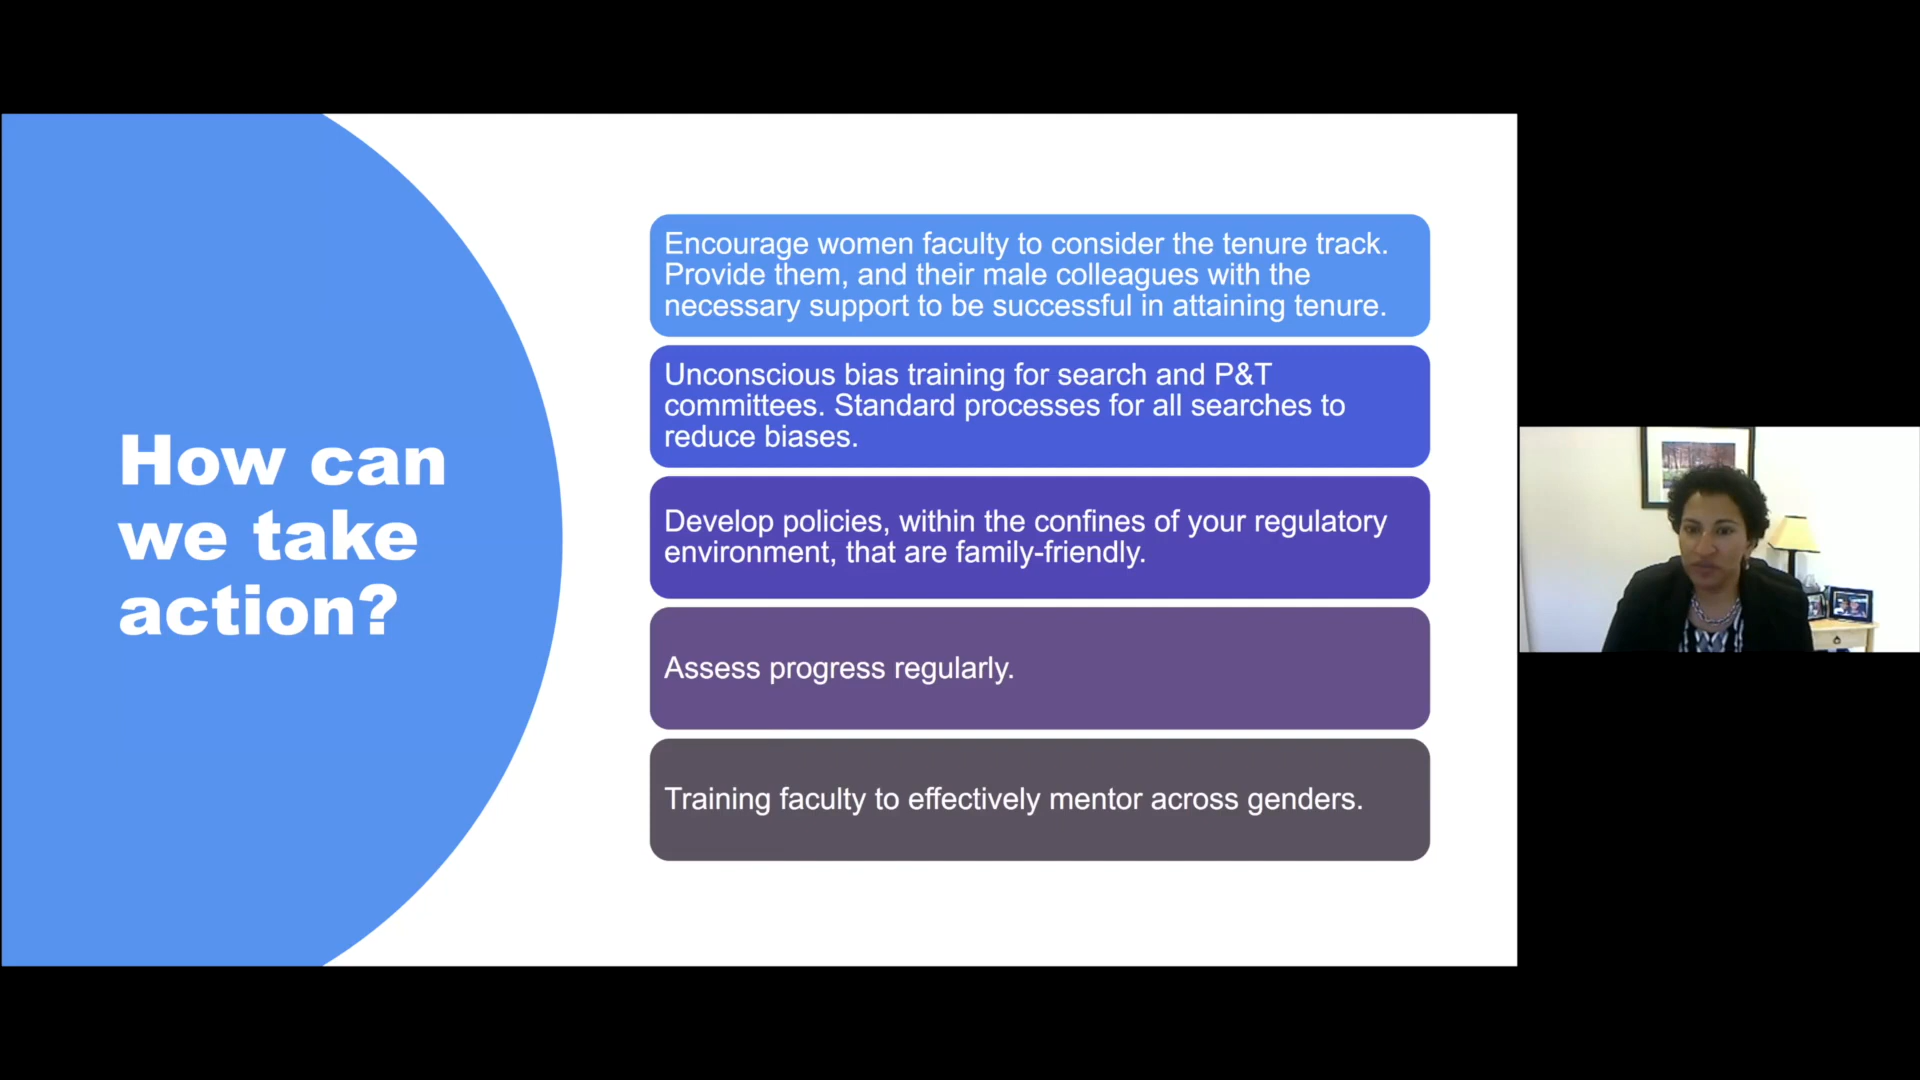 How can
we take
action?
Encourage women faculty to consider the tenure track.
Provide them, and their male colleagues with the
necessary support to be successful in attaining tenure.
Unconscious bias training for search and P&T
committees. Standard processes for all searches to
reduce biases.
Develop policies, within the confines of your regulatory
environment, that are family-friendly.
Assess progress regularly.
Training faculty to effectively mentor across genders.